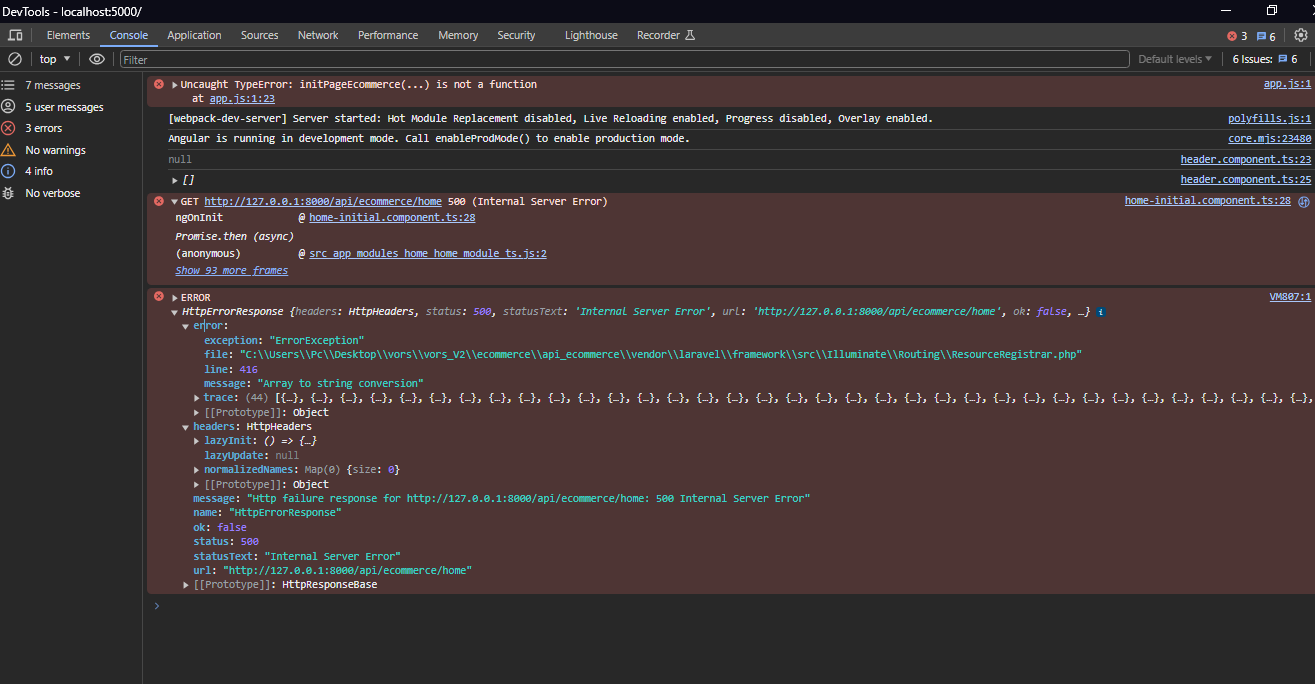 DevTools - localhost:5000/
Elements Console Application Sources Network Performance Memory Security Lighthouse Recorder 3 6
top Filter Default levels 6 Issues: 6
7 messages
5 user messages
3 errors
No warnings
4 info
No verbose
Uncaught TypeError: initPageEcommerce(...) is not a function app.js:1
at app.js:1:23
[webpack-dev-server] Server started: Hot Module Replacement disabled, Live Reloading enabled, Progress disabled, Overlay enabled. polyfills.js:1
Angular is running in development mode. Call enableProdMode() to enable production mode. core.mjs:23480
null header.component.ts:23
[] header.component.ts:25
GET http://127.0.0.1:8000/api/ecommerce/home 500 (Internal Server Error) home-initial.component.ts:28
ngOnInit @ home-initial.component.ts:28
Promise.then (async)
(anonymous) @ src_app_modules_home_home_module_ts.js:2
Show 93 more frames
ERROR VM807:1
HttpErrorResponse {headers: HttpHeaders, status: 500, statusText: 'Internal Server Error', url: 'http://127.0.0.1:8000/api/ecommerce/home', ok: false, …}
error:
exception: "ErrorException"
file: "C:\\Users\\Pc\\Desktop\\vors\\vors_V2\\ecommerce\\api_ecommerce\\vendor\\laravel\\framework\\src\\Illuminate\\Routing\\ResourceRegistrar.php"
line: 416
message: "Array to string conversion"
trace: (44) [{…}, {…}, {…}, {…}, {…}, {…}, {…}, {…}, {…}, {…}, {…}, {…}, {…}, {…}, {…}, {…}, {…}, {…}, {…}, {…}, {…}, {…}, {…}, {…}, {…}, {…}, {…}, {…}, {…}, {…}, {…}, {…}, {…}, {…}, {…},
[[Prototype]]: Object
headers: HttpHeaders
lazyInit: () => {…}
lazyUpdate: null
normalizedNames: Map(0) {size: 0}
[[Prototype]]: Object
message: "Http failure response for http://127.0.0.1:8000/api/ecommerce/home: 500 Internal Server Error"
name: "HttpErrorResponse"
ok: false
status: 500
statusText: "Internal Server Error"
url: "http://127.0.0.1:8000/api/ecommerce/home"
[[Prototype]]: HttpResponseBase